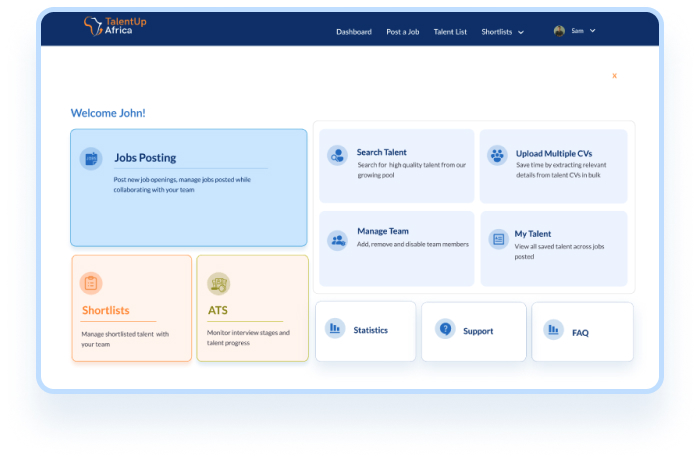 TalentUp
Africa
Dashboard
Post a Job
Talent List
Shortlists
Sam
x
Welcome John!
Jobs Posting
Post new job openings, manage jobs posted while
collaborating with your team
Search Talent
Search for high quality talent from our
growing pool
Upload Multiple CVs
Save time by extracting relevant
details from talent CVs in bulk
Manage Team
Add, remove and disable team members
My Talent
View all saved talent across jobs
posted
Shortlists
Manage shortlisted talent with
your team
ATS
Monitor interview stages and
talent progress
Statistics
Support
FAQ